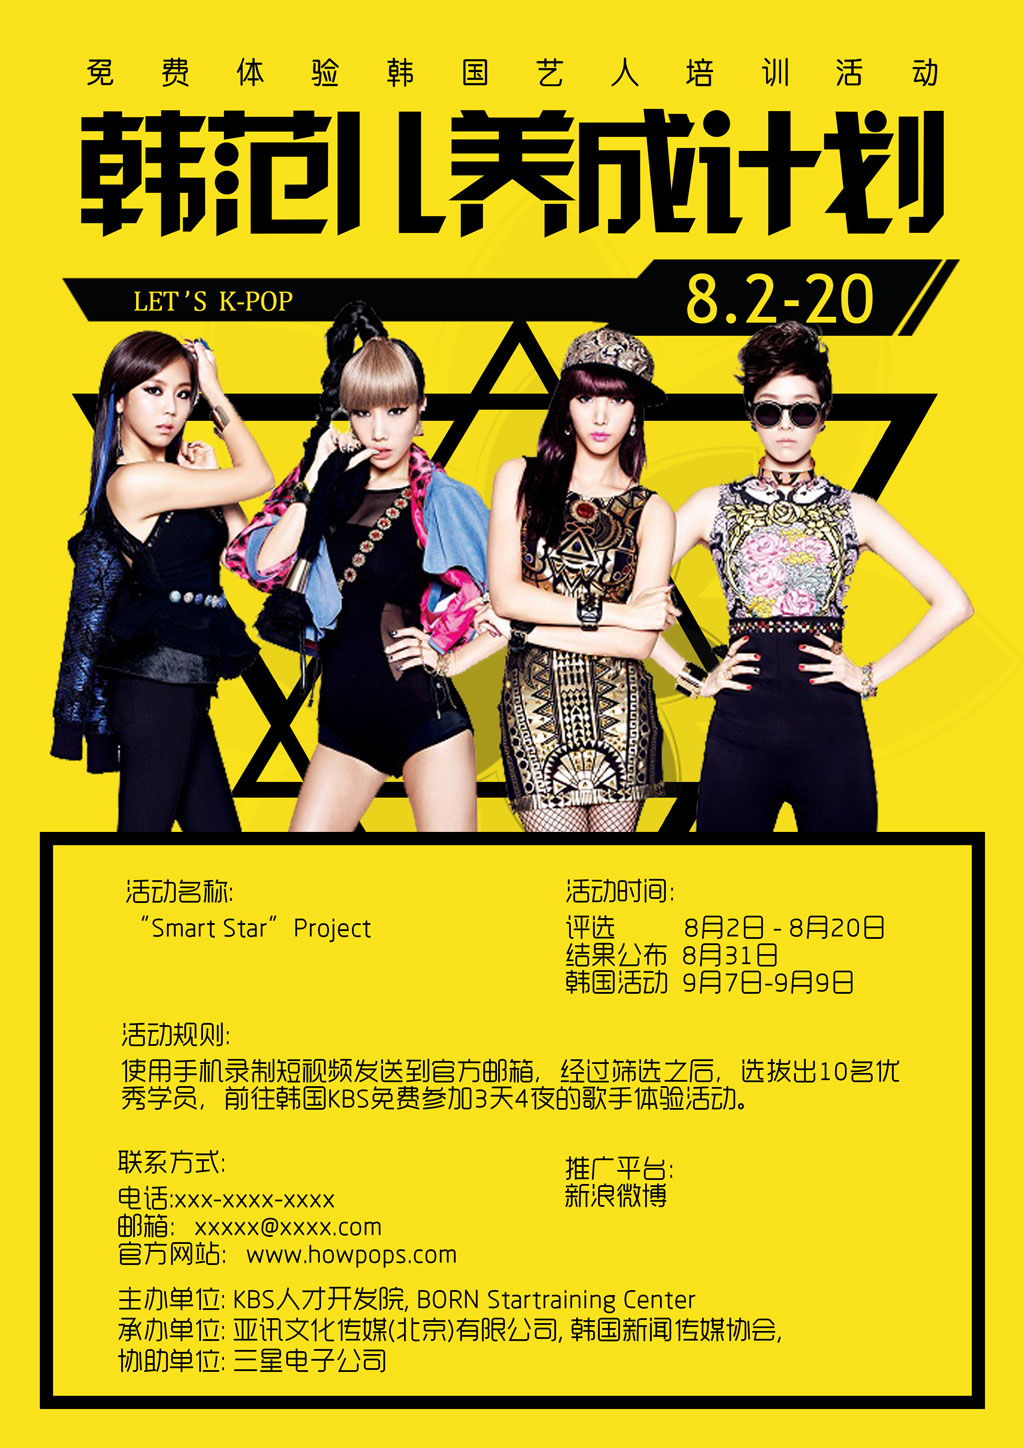 免费体验韩国艺人培训活动
韩范儿养成计划
LET'S K-POP
8.2-20
活动名称:
“Smart Star” Project
活动时间:
评选 8月2日 - 8月20日
结果公布 8月31日
韩国活动 9月7日-9月9日
活动规则:
使用手机录制短视频发送到官方邮箱，经过筛选之后，选拔出10名优
秀学员，前往韩国KBS免费参加3天4夜的歌手体验活动。
联系方式:
电话:xxx-xxxx-xxxx
邮箱: xxxxx@xxxx.com
官方网站: www.howpops.com
推广平台:
新浪微博
主办单位: KBS人才开发院, BORN Startraining Center
承办单位: 亚讯文化传媒(北京)有限公司, 韩国新闻传媒协会,
协助单位: 三星电子公司